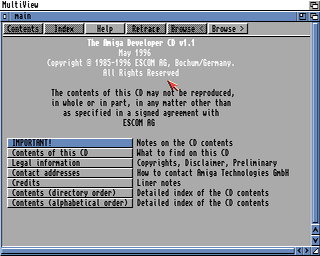 MultiView
main
Contents Index Help Retrace Browse < Browse >
The Amiga Developer CD v1.1
May 1996
Copyright © 1985-1996 ESCOM AG, Bochum/Germany.
All Rights Reserved
The contents of this CD may not be reproduced,
in whole or in part, in any matter other than
as specified in a signed agreement with
ESCOM AG
IMPORTANT! Notes on the CD contents
Contents of this CD What to find on this CD
Legal information Copyrights, Disclaimer, Preliminary
Contact addresses How to contact Amiga Technologies GmbH
Credits Liner notes
Contents (directory order) Detailed index of the CD contents
Contents (alphabetical order) Detailed index of the CD contents